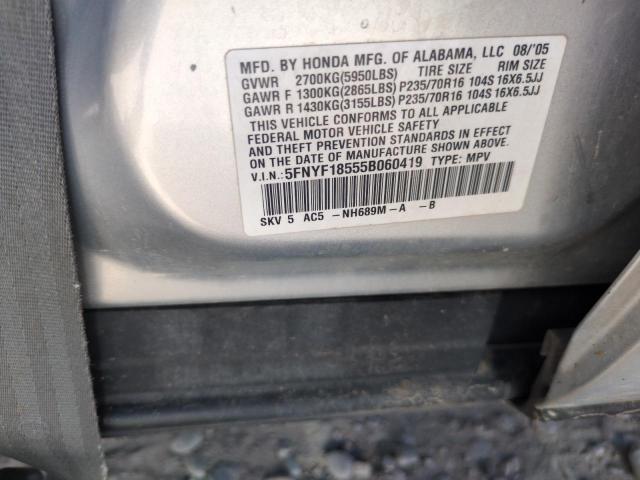 MFD. BY HONDA MFG. OF ALABAMA, LLC 08/'05
GVWR 2700KG(5950LBS) TIRE SIZE RIM SIZE
GAWR F 1300KG(2865LBS) P235/70R16 104S 16X6.5JJ
GAWR R 1430KG(3155LBS) P235/70R16 104S 16X6.5JJ
THIS VEHICLE CONFORMS TO ALL APPLICABLE
FEDERAL MOTOR VEHICLE SAFETY
AND THEFT PREVENTION STANDARDS IN EFFECT
ON THE DATE OF MANUFACTURE SHOWN ABOVE.
V.I.N.: 5FNYF18555B060419 TYPE: MPV
SKV 5 AC5 -NH689M-A -B